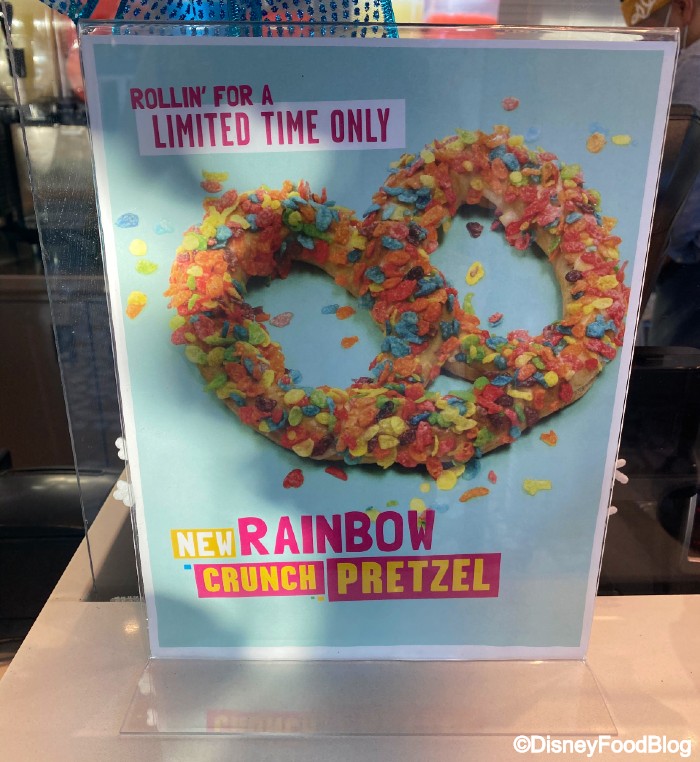 ROLLIN' FOR A
LIMITED TIME ONLY
NEW RAINBOW
CRUNCH PRETZEL
©DisneyFoodBlog